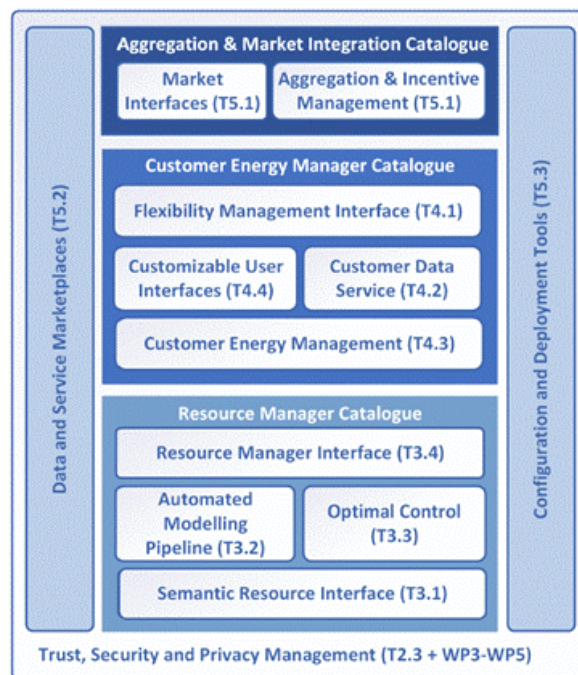 Aggregation & Market Integration Catalogue
Market
Interfaces (T5.1)
Aggregation & Incentive
Management (T5.1)
Customer Energy Manager Catalogue
Flexibility Management Interface (T4.1)
Customizable User
Interfaces (T4.4)
Customer Data
Service (T4.2)
Customer Energy Management (T4.3)
Resource Manager Catalogue
Resource Manager Interface (T3.4)
Automated
Modelling
Pipeline (T3.2)
Optimal Control
(T3.3)
Semantic Resource Interface (T3.1)
Data and Service Marketplaces (T5.2)
Configuration and Deployment Tools (T5.3)
Trust, Security and Privacy Management (T2.3 + WP3-WP5)